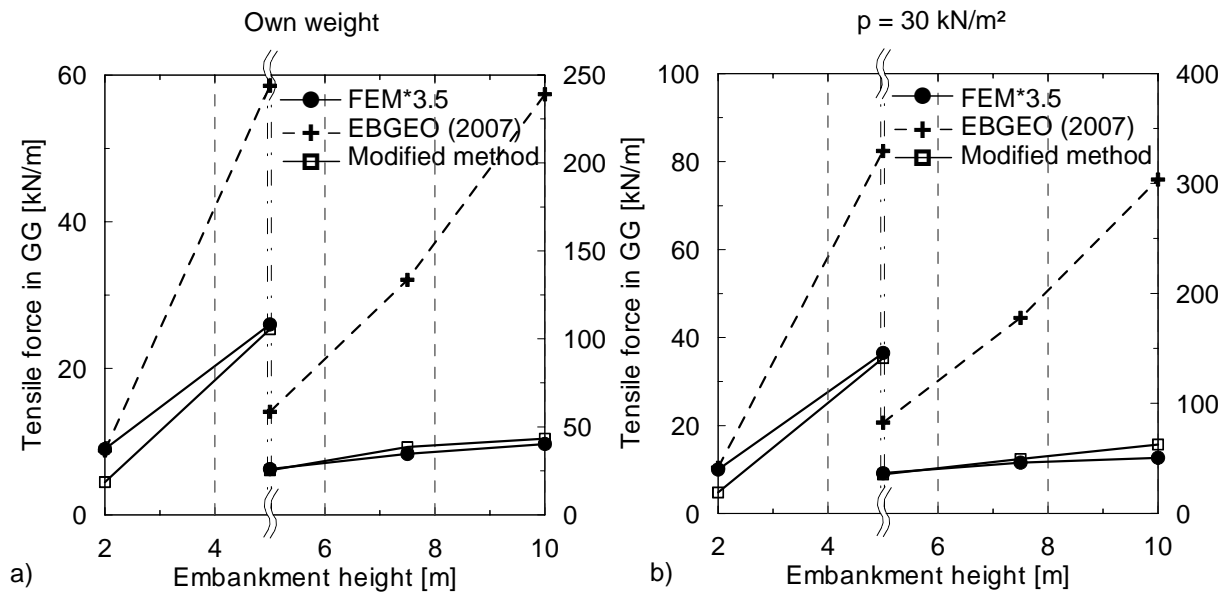 Own weight
60
40
20
0
Tensile force in GG [kN/m]
250
200
150
100
50
0
FEM*3.5
EBGEO (2007)
Modified method
2 4 6 8 10
Embankment height [m]
a)
p = 30 kN/m²
100
80
60
40
20
0
Tensile force in GG [kN/m]
400
300
200
100
0
FEM*3.5
EBGEO (2007)
Modified method
2 4 6 8 10
Embankment height [m]
b)